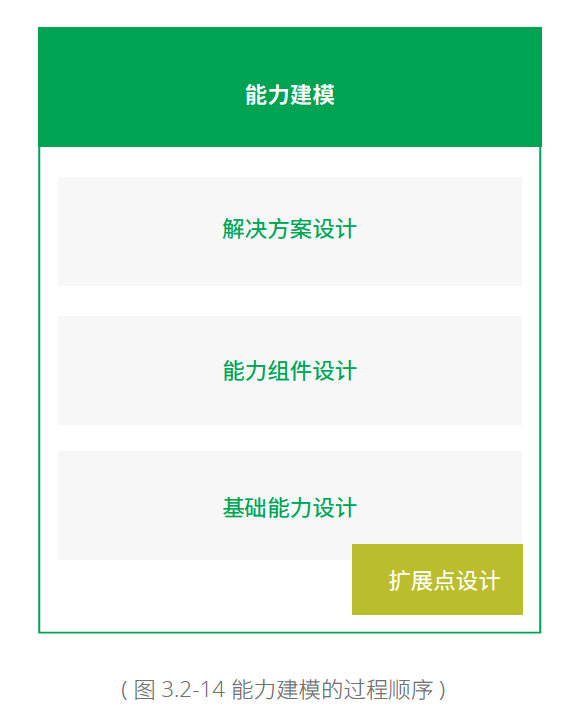 能力建模
解决方案设计
能力组件设计
基础能力设计
扩展点设计
( 图 3.2-14 能力建模的过程顺序 )